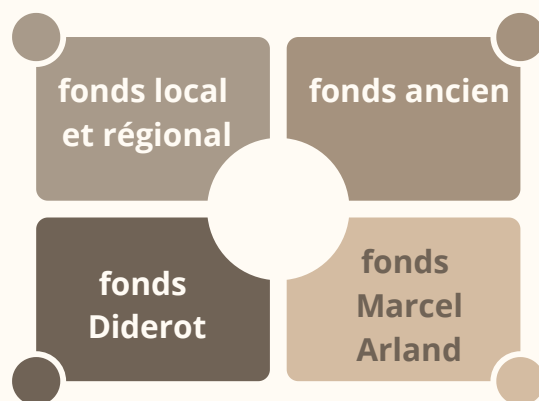 fonds local
et régional
fonds ancien
fonds
Diderot
fonds
Marcel
Arland